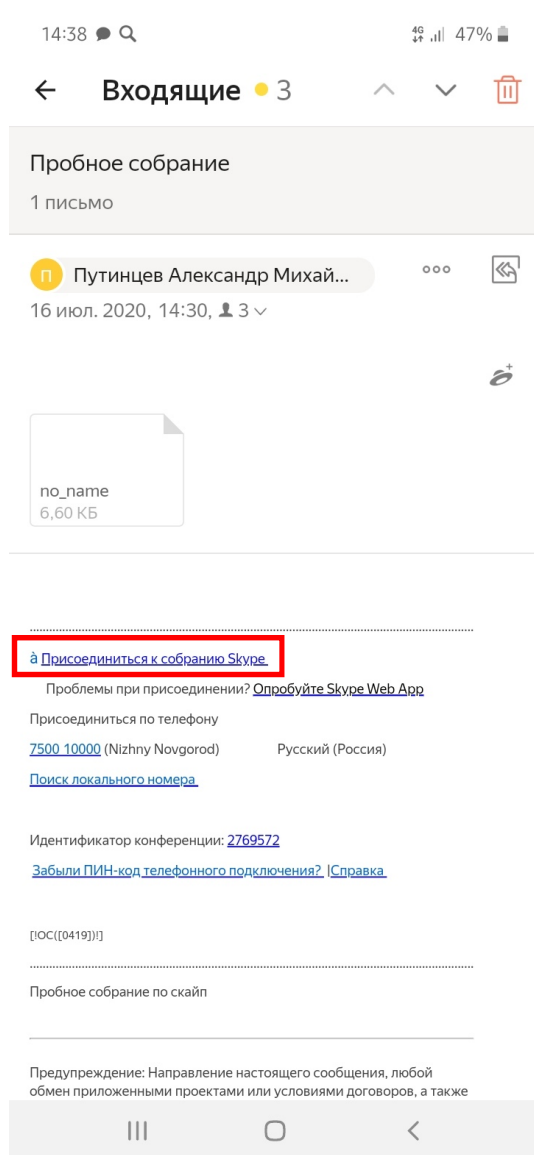 14:38 4G 47%
Входящие 3
Пробное собрание
1 письмо
П Путинцев Александр Михай...
16 июл. 2020, 14:30, 3
no_name
6,60 КБ
à Присоединиться к собранию Skype
Проблемы при присоединении? Опробуйте Skype Web App
Присоединиться по телефону
7500 10000 (Nizhny Novgorod) Русский (Россия)
Поиск локального номера
Идентификатор конференции: 2769572
Забыли ПИН-код телефонного подключения? |Справка
[!OC([0419])!]
Пробное собрание по скайп
Предупреждение: Направление настоящего сообщения, любой
обмен приложенными проектами или условиями договоров, а также